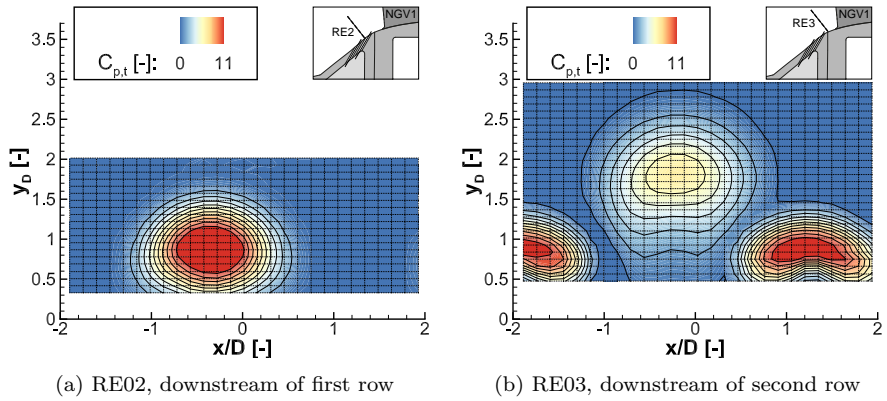 C_p,t [-]: 0 11
RE2
NGV1
3.5
3
2.5
2
1.5
1
0.5
0
y_D [-]
-2 -1 0 1 2
x/D [-]
(a) RE02, downstream of first row
C_p,t [-]: 0 11
RE3
NGV1
3.5
3
2.5
2
1.5
1
0.5
0
y_D [-]
-2 -1 0 1 2
x/D [-]
(b) RE03, downstream of second row